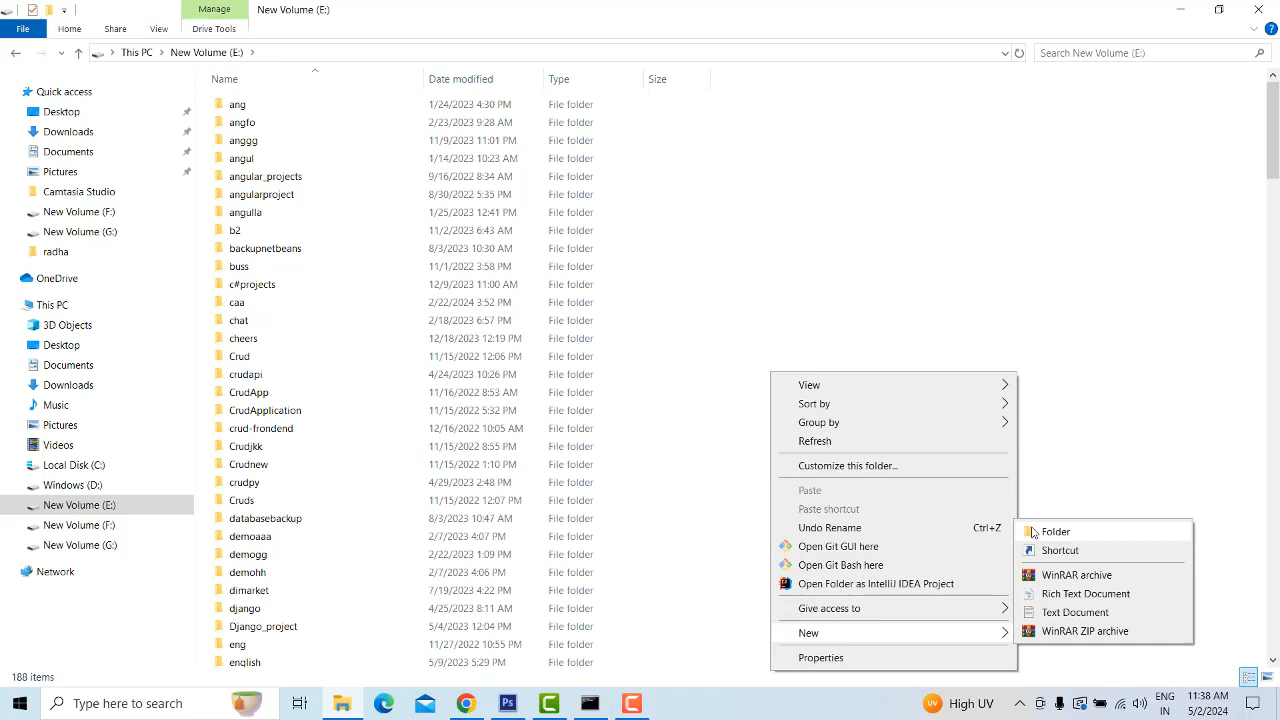 Manage New Volume (E:)
File Home Share View Drive Tools
This PC New Volume (E:) Search New Volume (E:)
Name Date modified Type Size
Quick access
Desktop
Downloads
Documents
Pictures
Camtasia Studio
New Volume (F:)
New Volume (G:)
radha
OneDrive
This PC
3D Objects
Desktop
Documents
Downloads
Music
Pictures
Videos
Local Disk (C:)
Windows (D:)
New Volume (E:)
New Volume (F:)
New Volume (G:)
Network
ang 1/24/2023 4:30 PM File folder
angfo 2/23/2023 9:28 AM File folder
anggg 11/9/2023 11:01 PM File folder
angul 1/14/2023 10:23 AM File folder
angular_projects 9/16/2022 8:34 AM File folder
angularproject 8/30/2022 5:35 PM File folder
angulla 1/25/2023 12:41 PM File folder
b2 11/2/2023 6:43 AM File folder
backupnetbeans 8/3/2023 10:30 AM File folder
buss 11/1/2022 3:58 PM File folder
c#projects 12/9/2023 11:00 AM File folder
caa 2/22/2024 3:52 PM File folder
chat 2/18/2023 6:57 PM File folder
cheers 12/18/2023 12:19 PM File folder
Crud 11/15/2022 12:06 PM File folder
crudapi 4/24/2023 10:26 PM File folder
CrudApp 11/16/2022 8:53 AM File folder
CrudApplication 11/15/2022 5:32 PM File folder
crud-frondend 12/16/2022 10:05 AM File folder
Crudjkk 11/15/2022 8:55 PM File folder
Crudnew 11/15/2022 1:10 PM File folder
crudpy 4/29/2023 2:48 PM File folder
Cruds 11/15/2022 12:07 PM File folder
databasebackup 8/3/2023 10:47 AM File folder
demoaaa 2/7/2023 4:07 PM File folder
demogg 2/22/2023 1:09 PM File folder
demohh 2/7/2023 4:06 PM File folder
dimarket 7/19/2023 4:22 PM File folder
django 4/25/2023 8:11 AM File folder
Django_project 5/4/2023 12:04 PM File folder
eng 11/27/2022 10:55 PM File folder
english 5/9/2023 5:29 PM File folder
View
Sort by
Group by
Refresh
Customize this folder...
Paste
Paste shortcut
Undo Rename Ctrl+Z
Open Git GUI here
Open Git Bash here
Open Folder as IntelliJ IDEA Project
Give access to
New
Properties
Folder
Shortcut
WinRAR archive
Rich Text Document
Text Document
WinRAR ZIP archive
188 items
Type here to search
Ps
UV High UV
ENG
IN
11:38 AM
5/2/2024